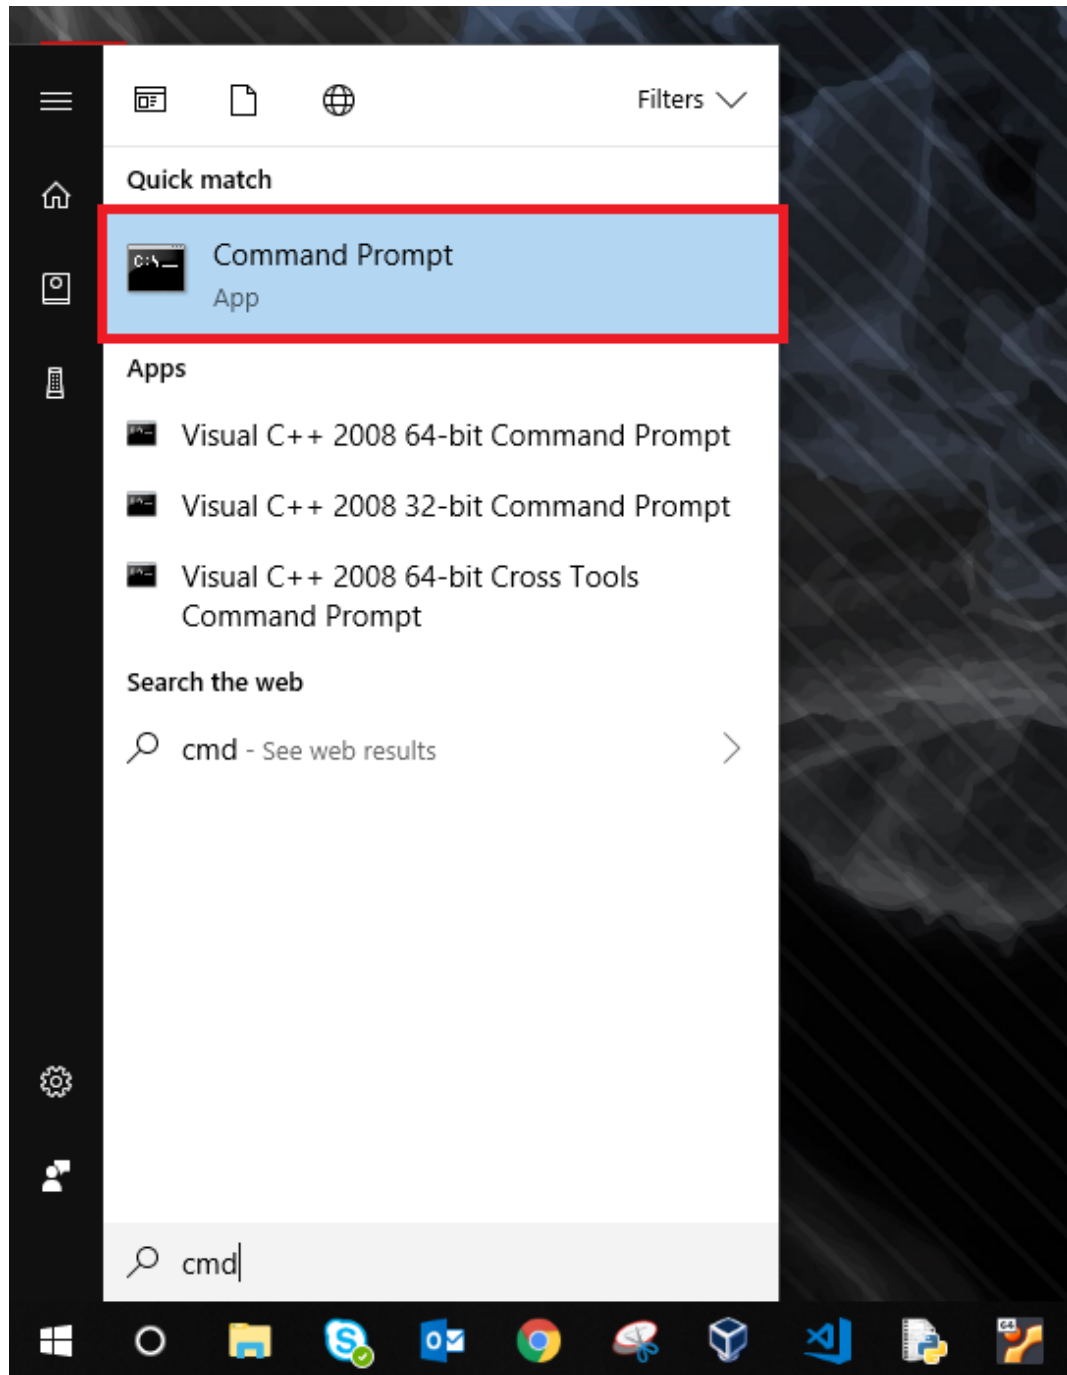 Filters
Quick match
C:\_
Command Prompt
App
Apps
Visual C++ 2008 64-bit Command Prompt
Visual C++ 2008 32-bit Command Prompt
Visual C++ 2008 64-bit Cross Tools
Command Prompt
Search the web
cmd - See web results
cmd
64